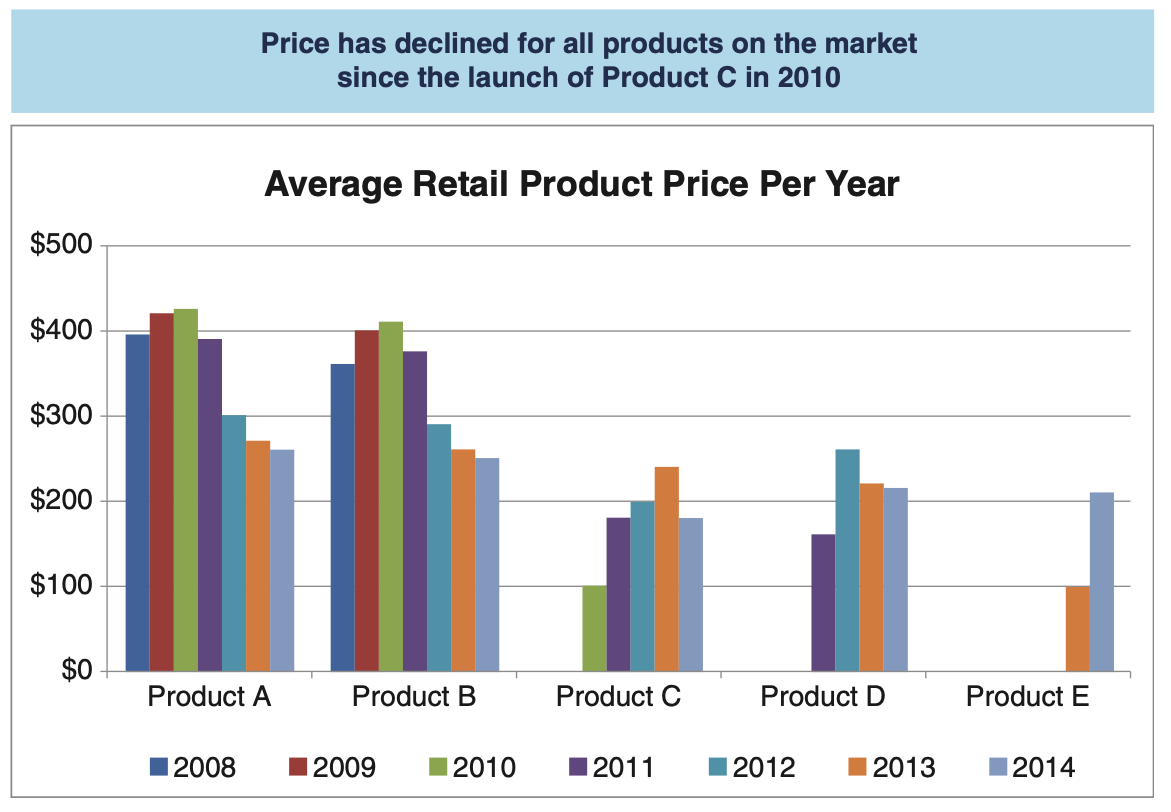 Price has declined for all products on the market
since the launch of Product C in 2010
Average Retail Product Price Per Year
$500
$400
$300
$200
$100
$0
Product A
Product B
Product C
Product D
Product E
2008
2009
2010
2011
2012
2013
2014